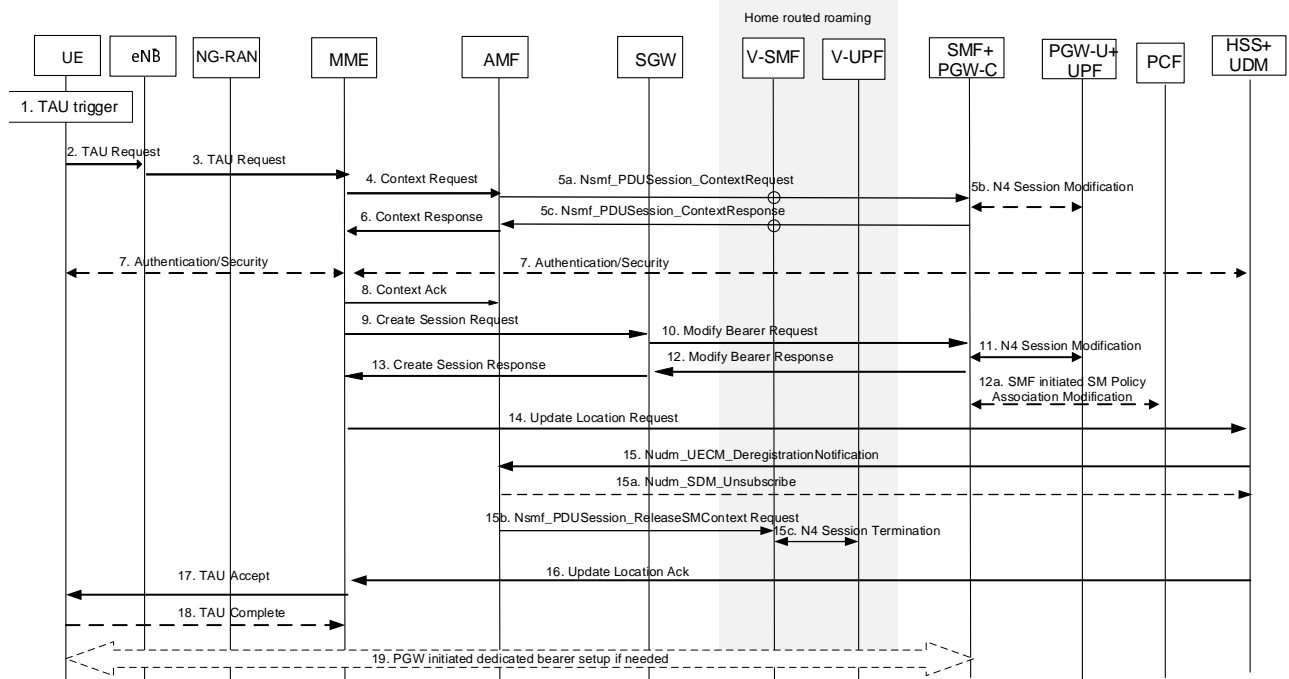 Home routed roaming
UE
eNB
NG-RAN
MME
AMF
SGW
V-SMF
V-UPF
SMF+
PGW-C
PGW-U+
UPF
PCF
HSS+
UDM
1. TAU trigger
2. TAU Request
3. TAU Request
4. Context Request
5a. Nsmf_PDUSession_ContextRequest
5b. N4 Session Modification
5c. Nsmf_PDUSession_ContextResponse
6. Context Response
7. Authentication/Security
7. Authentication/Security
8. Context Ack
9. Create Session Request
10. Modify Bearer Request
11. N4 Session Modification
12. Modify Bearer Response
13. Create Session Response
12a. SMF initiated SM Policy
Association Modification
14. Update Location Request
15. Nudm_UECM_DeregistrationNotification
15a. Nudm_SDM_Unsubscribe
15b. Nsmf_PDUSession_ReleaseSMContext Request
15c. N4 Session Termination
16. Update Location Ack
17. TAU Accept
18. TAU Complete
19. PGW initiated dedicated bearer setup if needed